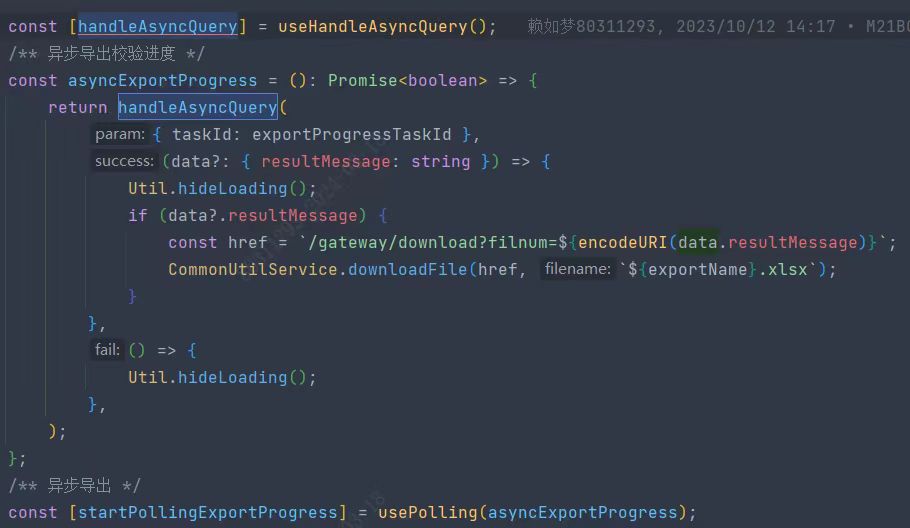 const [handleAsyncQuery] = useHandleAsyncQuery(); 赖如梦80311293, 2023/10/12 14:17 • M21B
/** 异步导出校验进度 */
const asyncExportProgress = (): Promise<boolean> => {
return handleAsyncQuery(
param: { taskId: exportProgressTaskId },
success: (data?: { resultMessage: string }) => {
Util.hideLoading();
if (data?.resultMessage) {
const href = `/gateway/download?filnum=${encodeURI(data.resultMessage)}`;
CommonUtilService.downloadFile(href, filename: `${exportName}.xlsx`);
}
},
fail: () => {
Util.hideLoading();
},
);
};
/** 异步导出 */
const [startPollingExportProgress] = usePolling(asyncExportProgress);